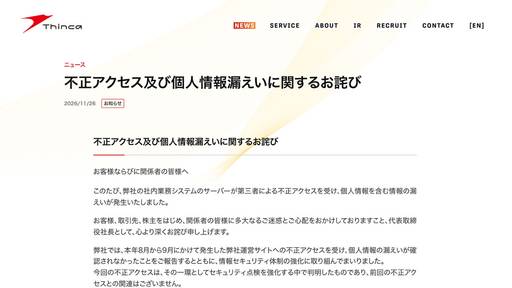 Thinca
NEWS
SERVICE
ABOUT
IR
RECRUIT
CONTACT
[EN]
ニュース
不正アクセス及び個人情報漏えいに関するお詫び
2026/11/26 お知らせ
不正アクセス及び個人情報漏えいに関するお詫び
お客様ならびに関係者の皆様へ
このたび、弊社の社内業務システムのサーバーが第三者による不正アクセスを受け、個人情報を含む情報の漏
えいが発生いたしました。
お客様、取引先、株主をはじめ、関係者の皆様に多大なるご迷惑とご心配をおかけしておりますこと、代表取締
役社長として、心より深くお詫び申し上げます。
弊社では、本年8月から9月にかけて発生した弊社運営サイトへの不正アクセスを受け、個人情報の漏えいが確
認されなかったことをご報告するとともに、情報セキュリティ体制の強化に取り組んでまいりました。
今回の不正アクセスは、その一環としてセキュリティ点検を強化する中で判明したものであり、前回の不正アク
セスとの関連はございません。